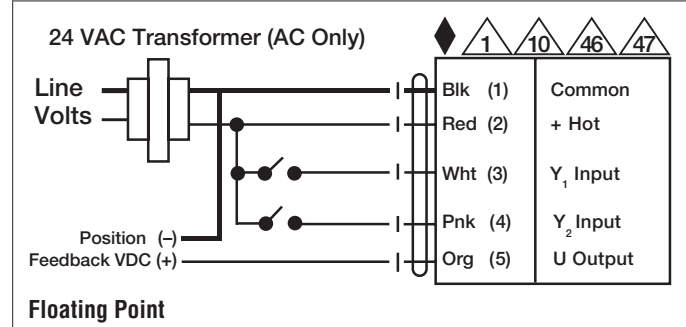 24 VAC Transformer (AC Only)
1 10 46 47
Line
Volts
Blk (1) Common
Red (2) + Hot
Wht (3) Y1 Input
Pnk (4) Y2 Input
Position (–)
Feedback VDC (+)
Org (5) U Output
Floating Point